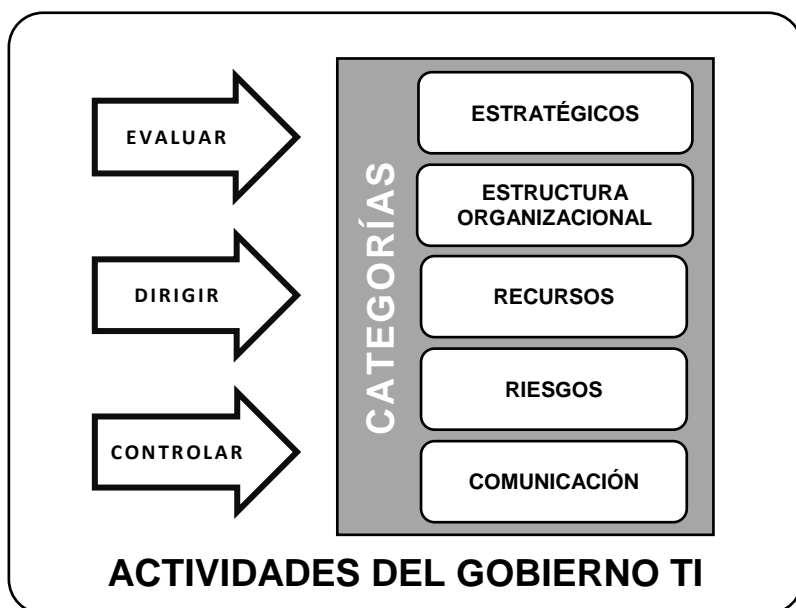 EVALUAR
DIRIGIR
CONTROLAR
CATEGORÍAS
ESTRATÉGICOS
ESTRUCTURA
ORGANIZACIONAL
RECURSOS
RIESGOS
COMUNICACIÓN
ACTIVIDADES DEL GOBIERNO TI